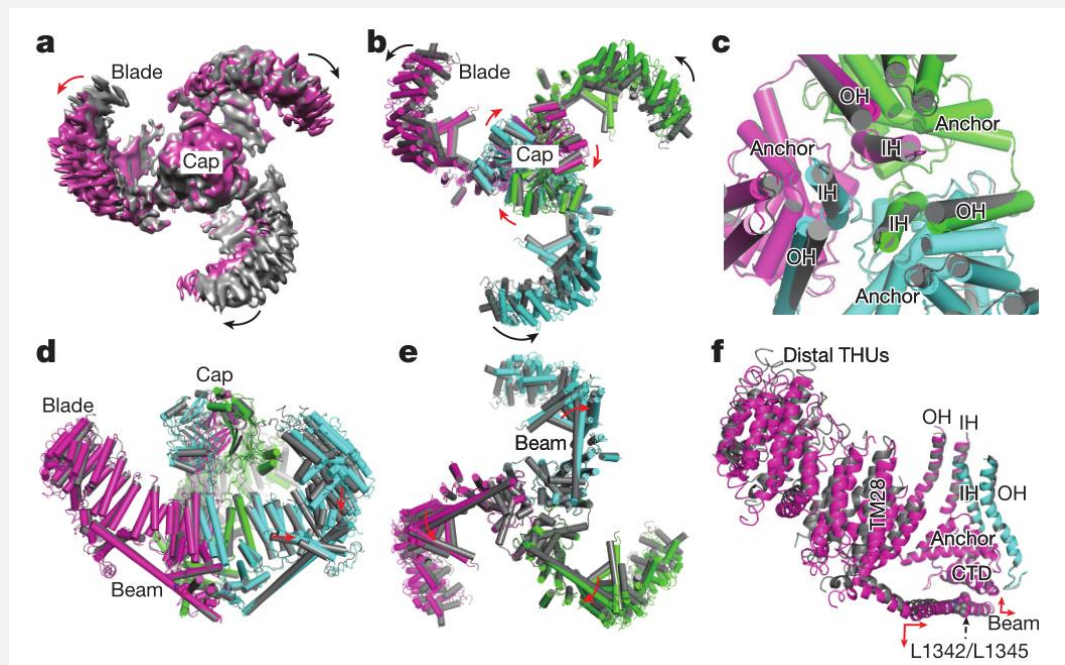 a
Blade
Cap
b
Blade
Cap
c
OH
Anchor
IH
Anchor
IH
IH
OH
OH
Anchor
d
Cap
Blade
Beam
e
Beam
f
Distal THUs
OH
IH
IH
OH
TM28
Anchor
CTD
Beam
L1342/L1345